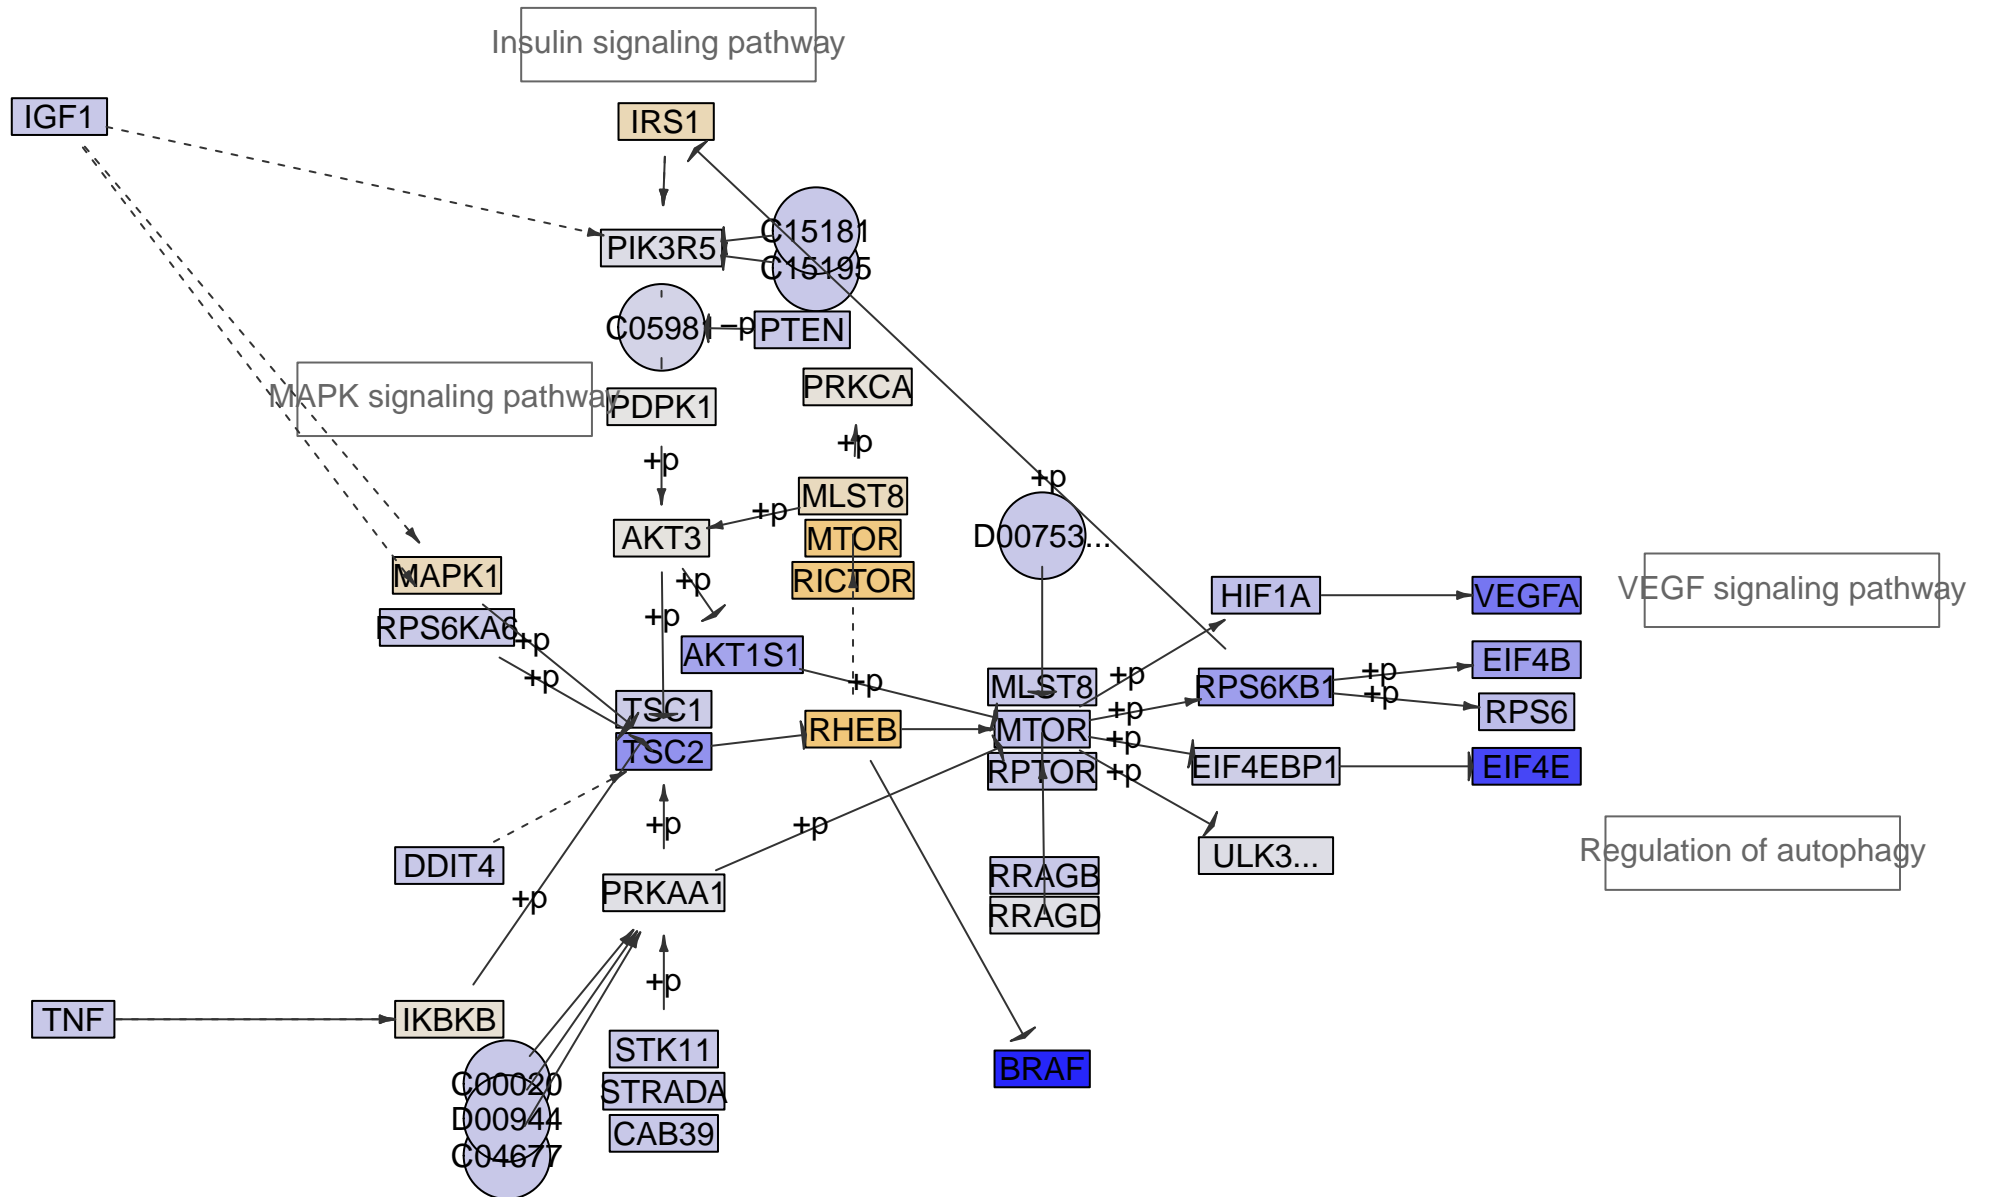 Insulin signaling pathway
IGF1
IRS1
C15181
PIK3R5
C15195
C0598
–p
PTEN
PRKCA
MAPK signaling pathway
PDPK1
+p
+p
+p
MLST8
+p
D00753...
AKT3
MTOR
MAPK1
+p
RICTOR
VEGF signaling pathway
HIF1A
VEGFA
+p
RPS6KA6
+p
AKT1S1
EIF4B
+p
+p
+p
+p
MLST8
RPS6KB1
+p
TSC1
+p
RPS6
MTOR
RHEB
+p
TSC2
EIF4EBP1
EIF4E
RPTOR
+p
+p
+p
Regulation of autophagy
ULK3...
DDIT4
RRAGB
PRKAA1
+p
RRAGD
+p
TNF
IKBKB
STK11
BRAF
C00020
STRADA
D00944
CAB39
C04677